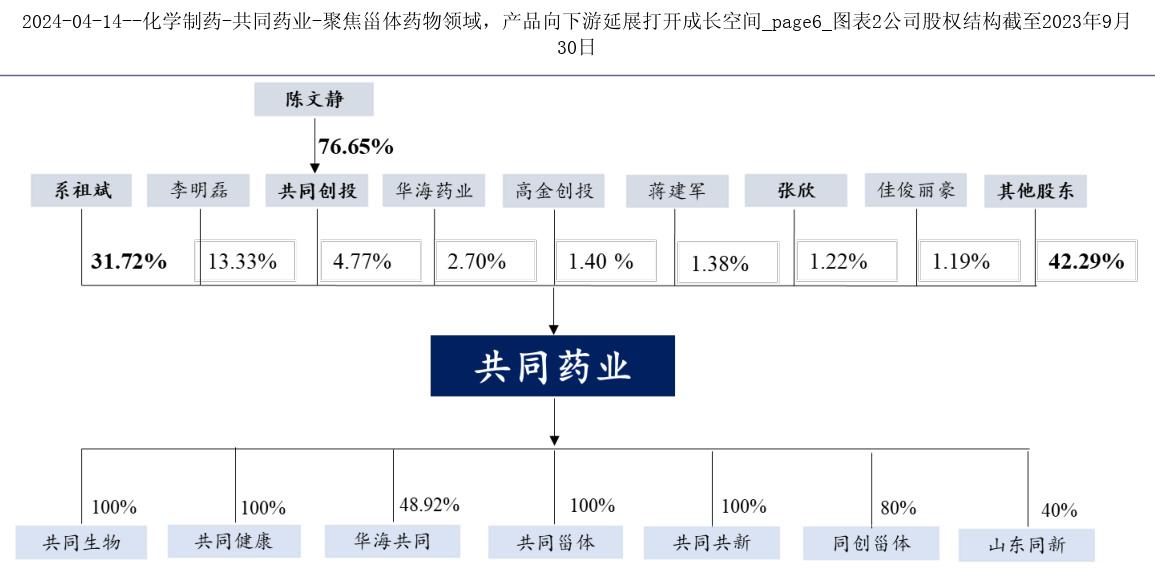 2024-04-14--化学制药-共同药业-聚焦甾体药物领域，产品向下游延展打开成长空间_page6_图表2公司股权结构截至2023年9月
30日
陈文静
76.65%
系祖斌 李明磊 共同创投 华海药业 高金创投 蒋建军 张欣 佳俊丽豪 其他股东
31.72% 13.33% 4.77% 2.70% 1.40 % 1.38% 1.22% 1.19% 42.29%
共同药业
100% 100% 48.92% 100% 100% 80% 40%
共同生物 共同健康 华海共同 共同甾体 共同共新 同创甾体 山东同新